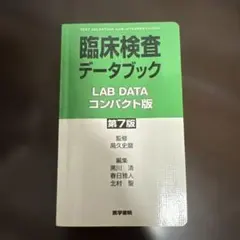 臨床検査
データブック
LAB DATA
コンパクト版
第7版
監修
高久史麿
編集
黒川 清
春日雅人
北村 聖
医学書院